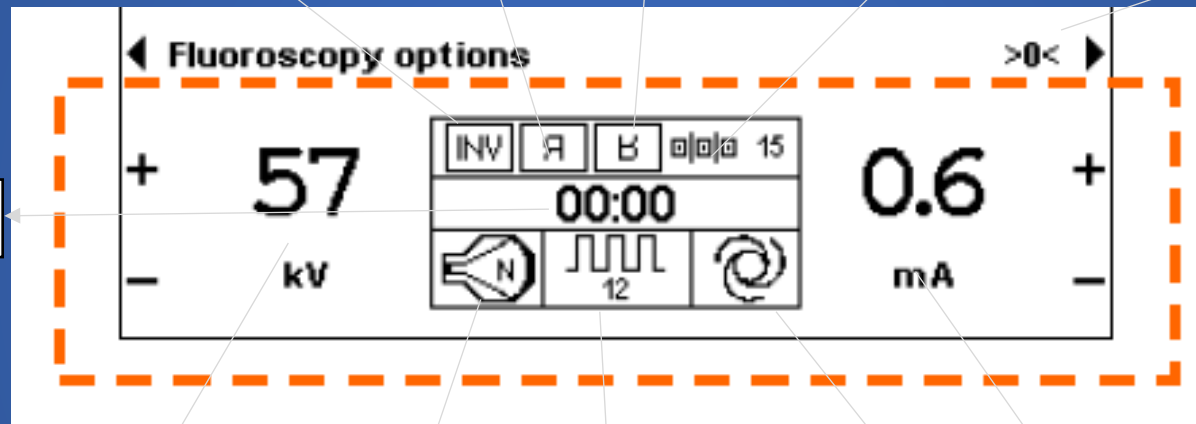 Fluoroscopy options >0<
INV Я ᖉ 15
+ 57 00:00 0.6 +
− kV N 12 mA −